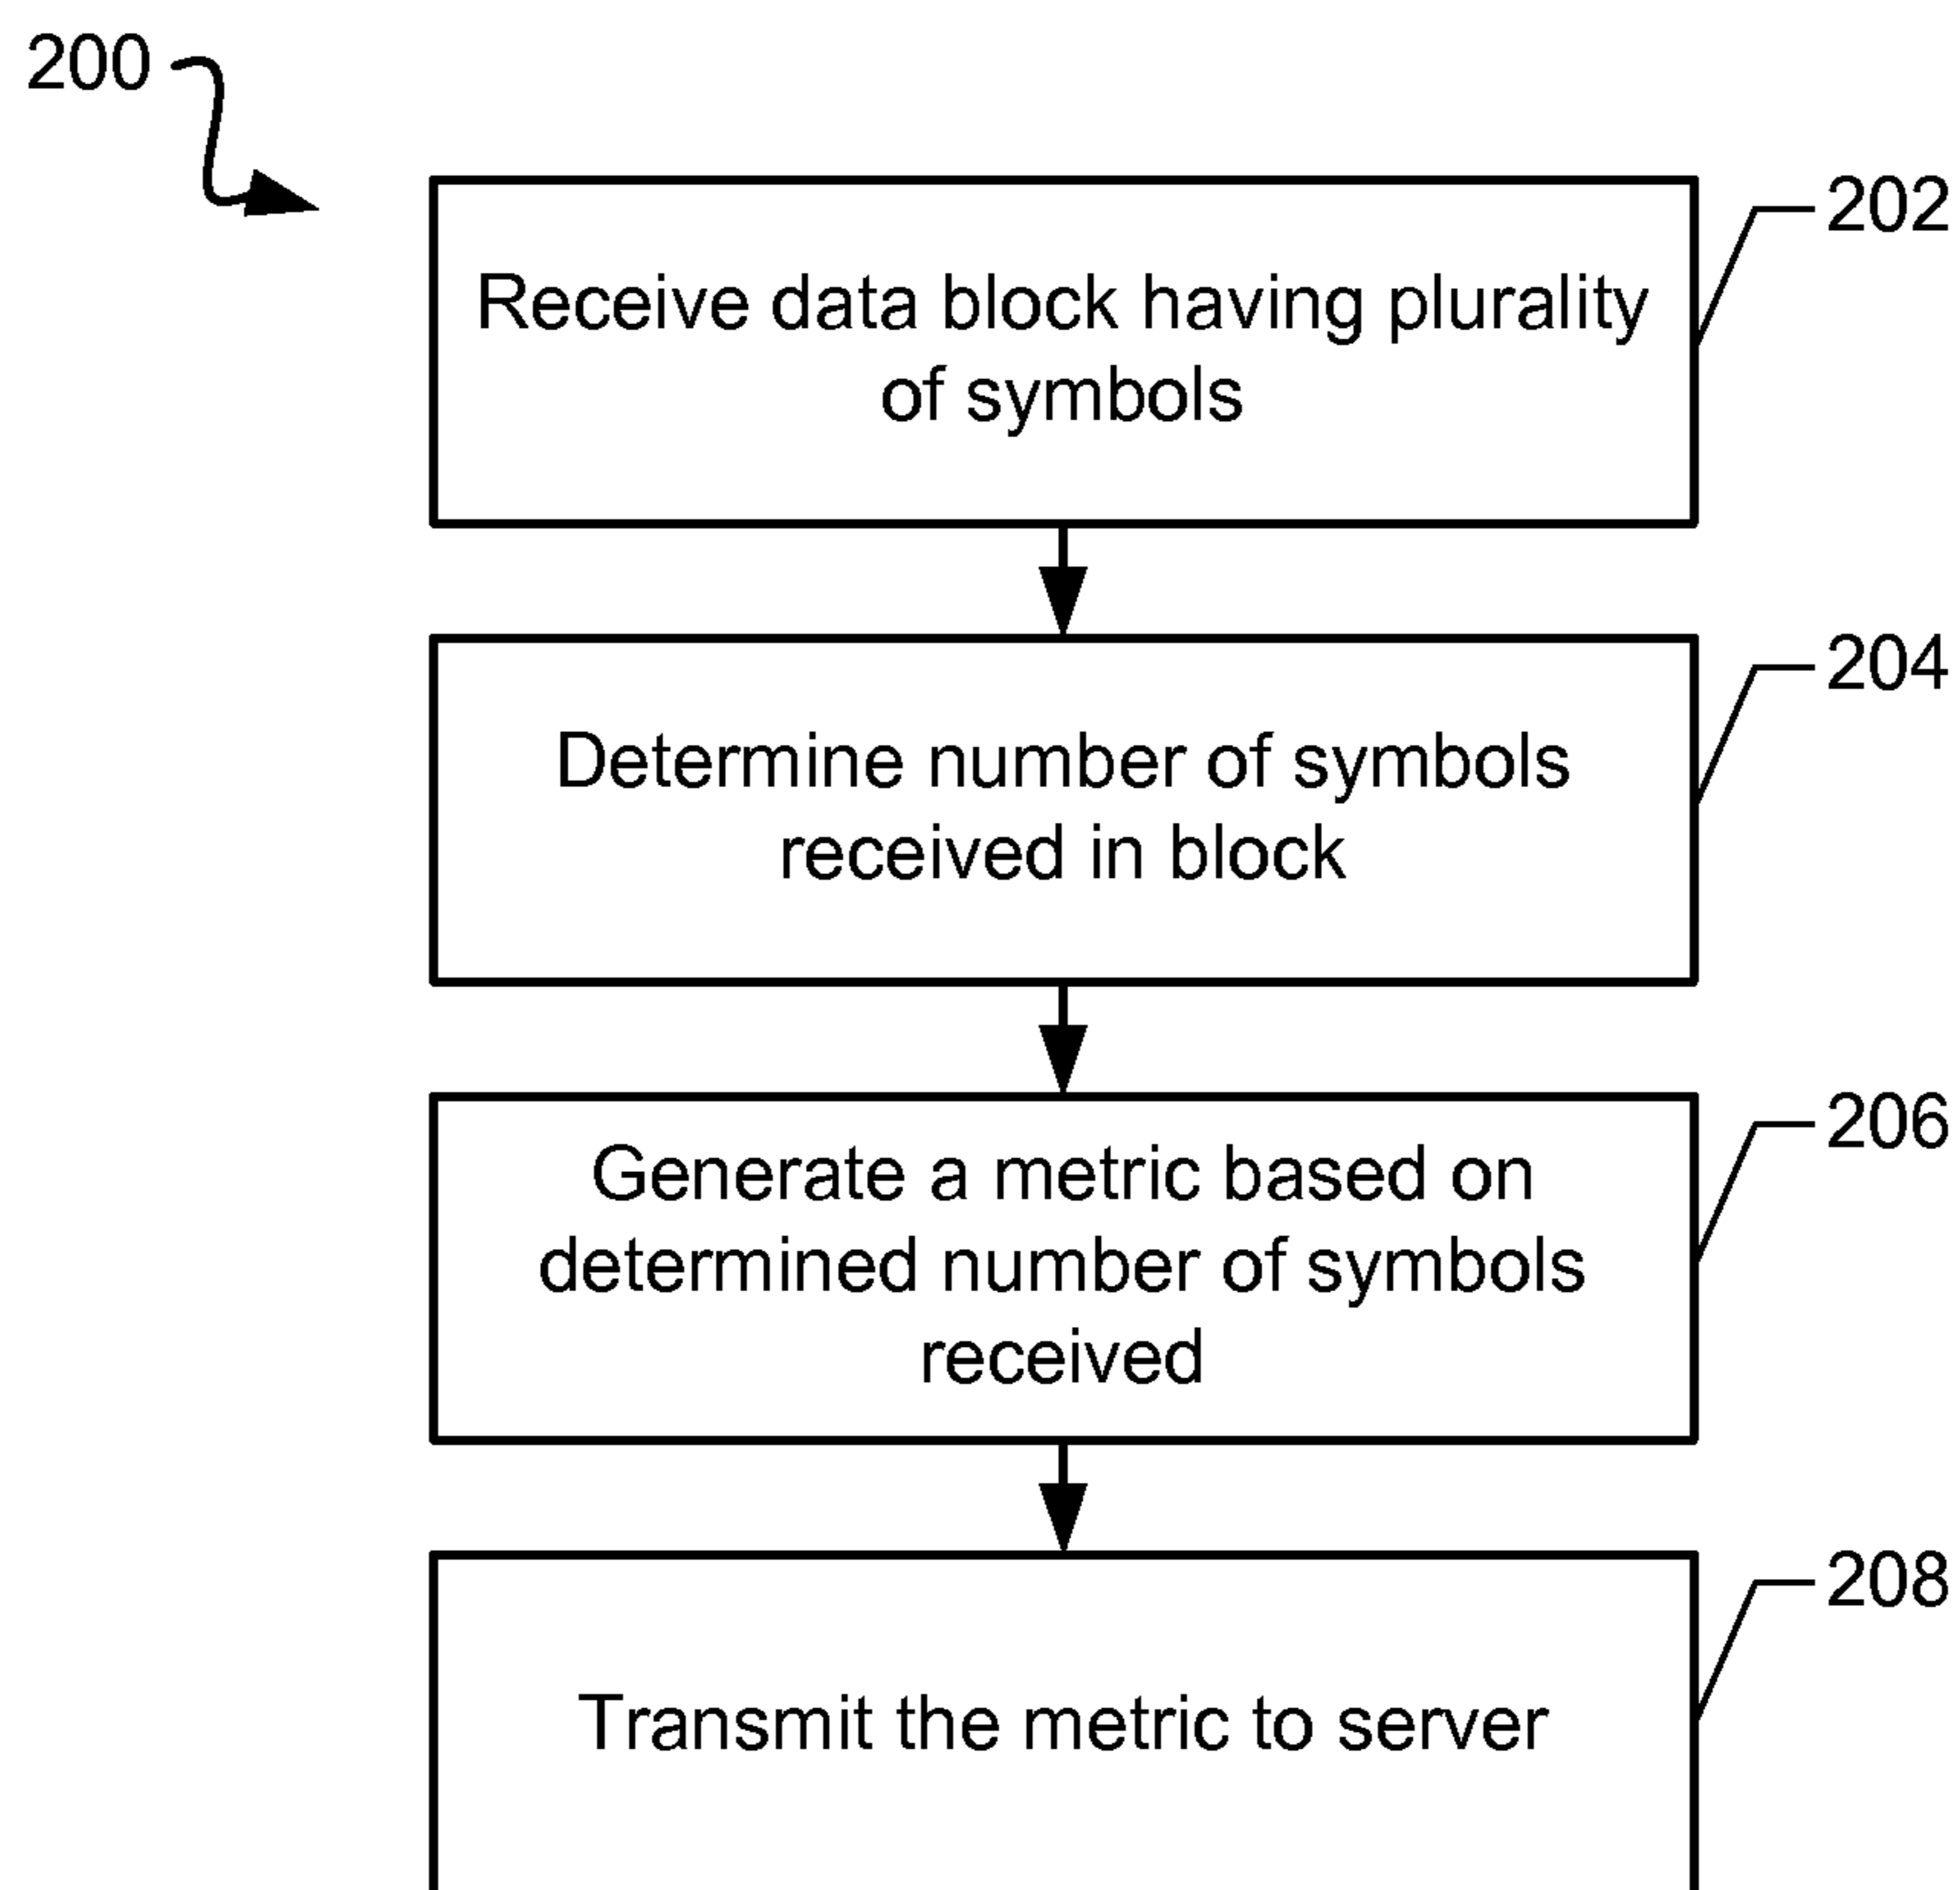 200
202
Receive data block having plurality
of symbols
204
Determine number of symbols
received in block
206
Generate a metric based on
determined number of symbols
received
208
Transmit the metric to server